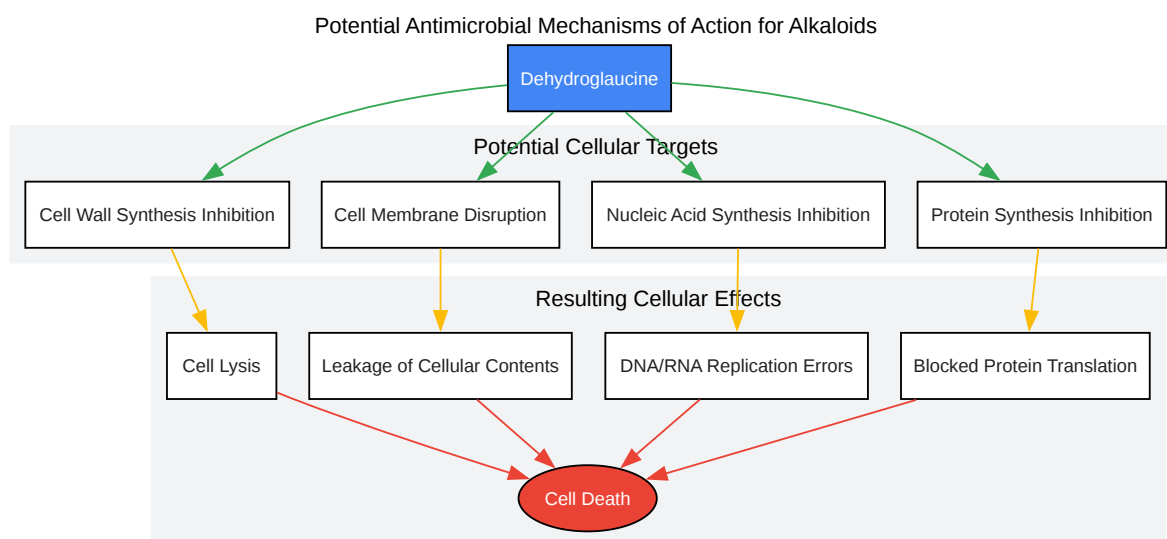 Potential Antimicrobial Mechanisms of Action for Alkaloids
Dehydroglaucine
Potential Cellular Targets
Cell Wall Synthesis Inhibition
Cell Membrane Disruption
Nucleic Acid Synthesis Inhibition
Protein Synthesis Inhibition
Resulting Cellular Effects
Cell Lysis
Leakage of Cellular Contents
DNA/RNA Replication Errors
Blocked Protein Translation
Cell Death